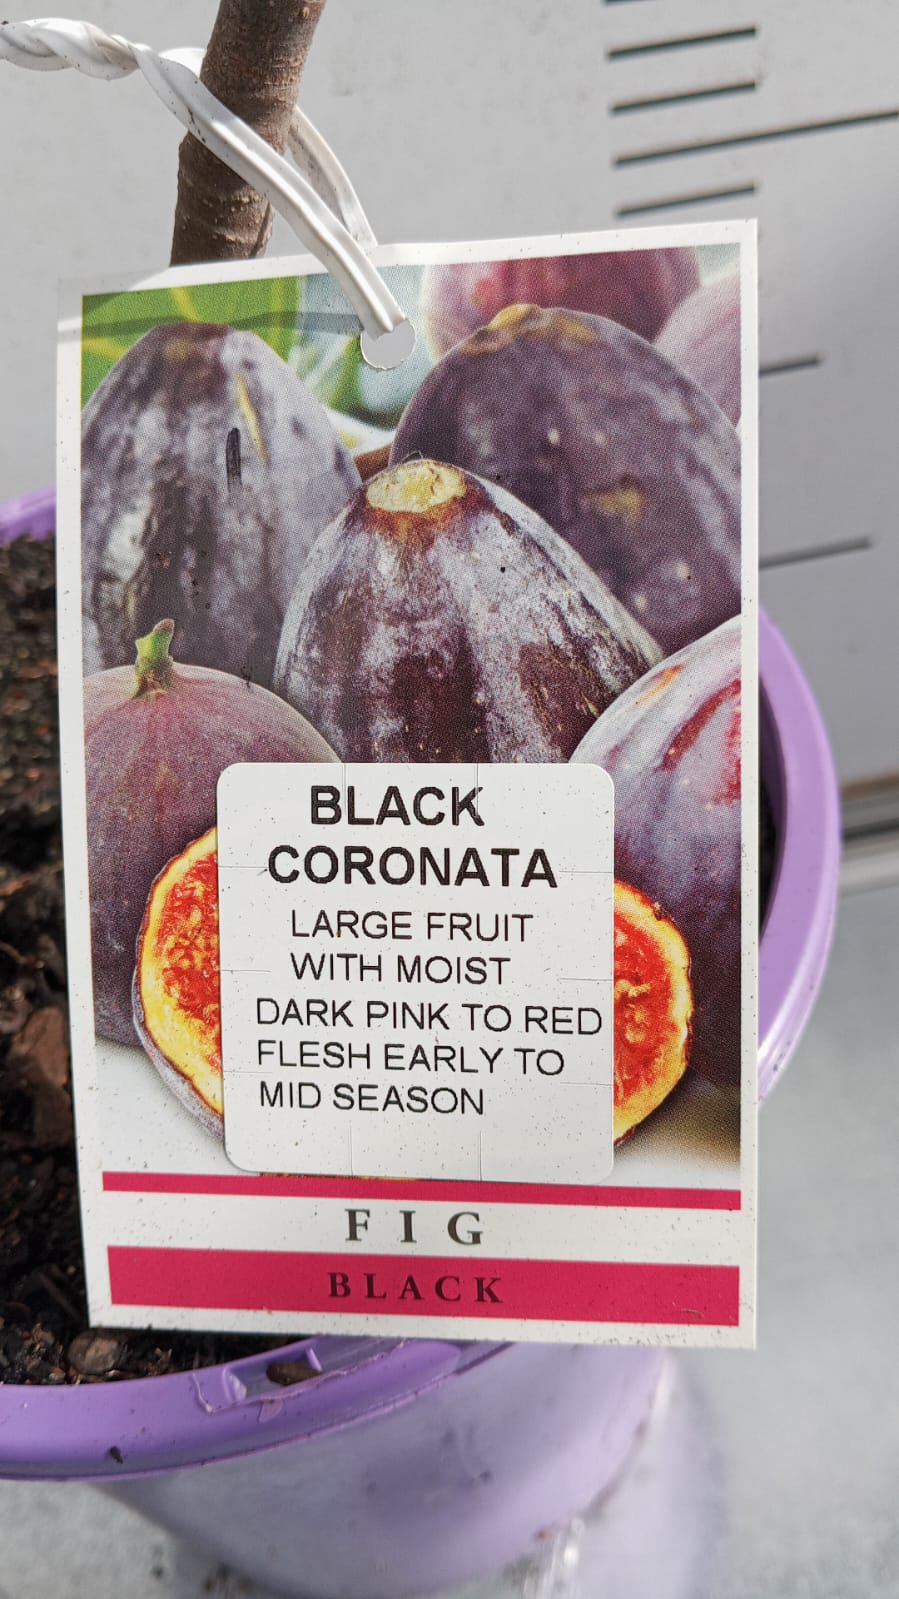 BLACK
CORONATA
LARGE FRUIT
WITH MOIST
DARK PINK TO RED
FLESH EARLY TO
MID SEASON
FIG
BLACK